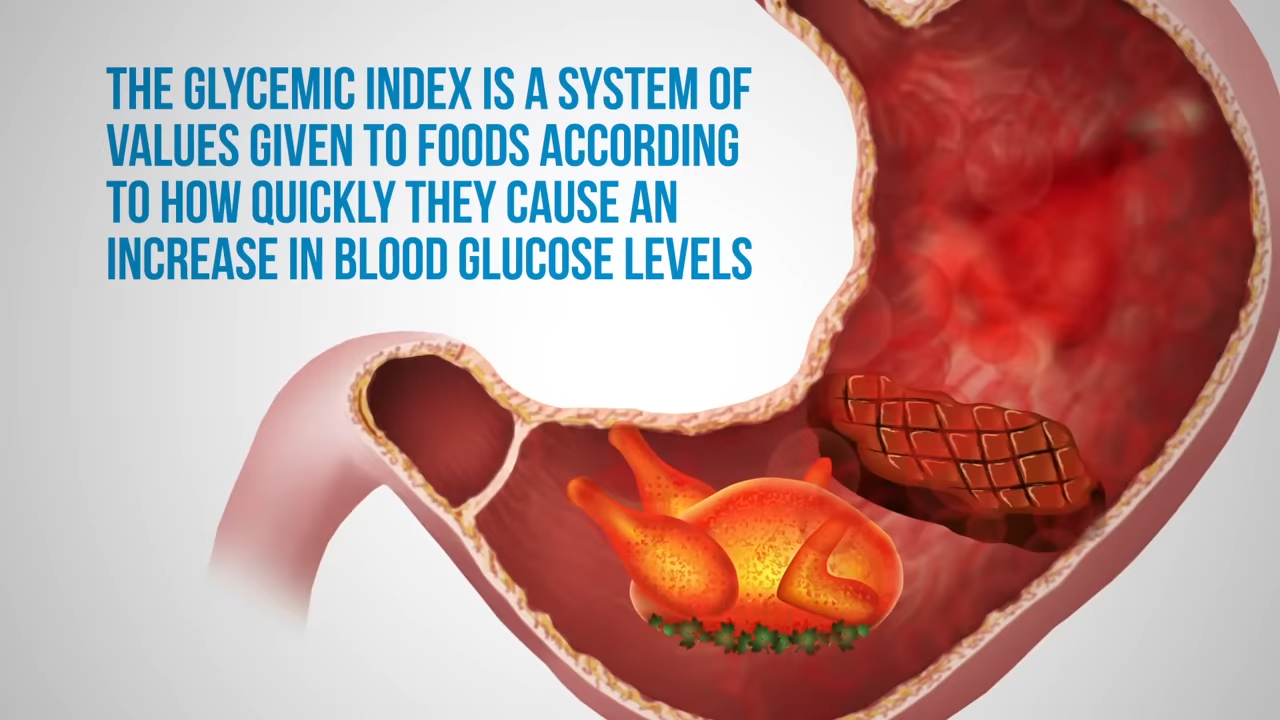 THE GLYCEMIC INDEX IS A SYSTEM OF
VALUES GIVEN TO FOODS ACCORDING
TO HOW QUICKLY THEY CAUSE AN
INCREASE IN BLOOD GLUCOSE LEVELS